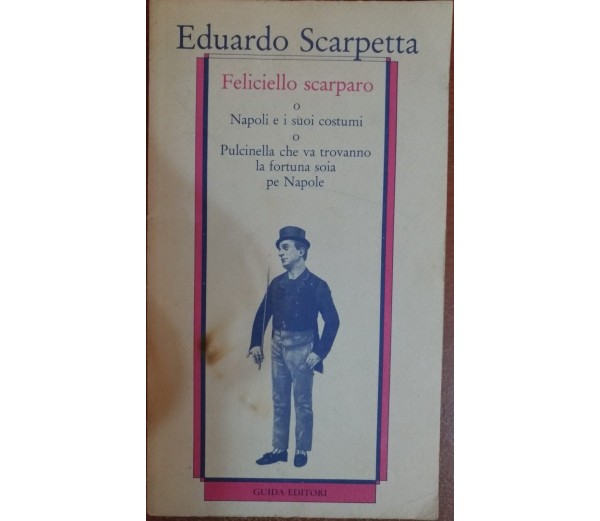 Eduardo Scarpetta
Feliciello scarparo
o
Napoli e i suoi costumi
o
Pulcinella che va trovanno
la fortuna soia
pe Napole
GUIDA EDITORI